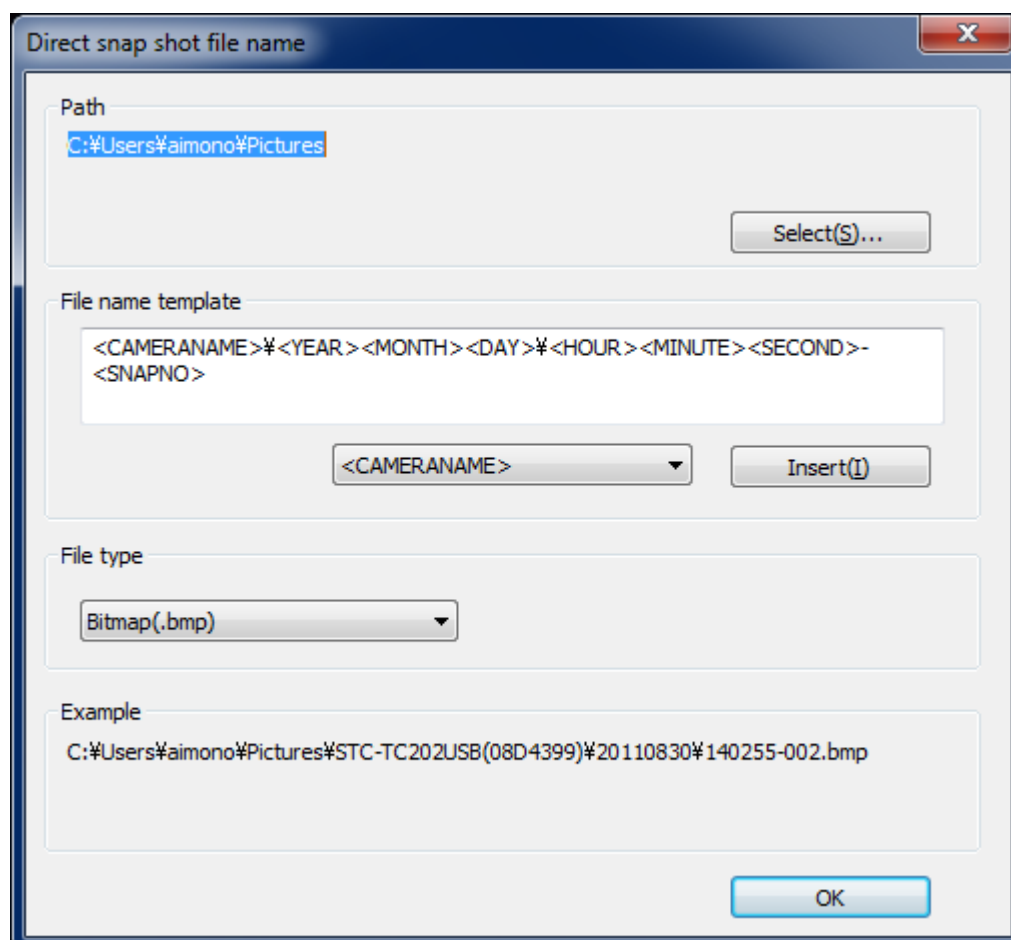 Direct snap shot file name
Path
C:¥Users¥aimono¥Pictures
Select(S)...
File name template
<CAMERANAME>¥<YEAR><MONTH><DAY>¥<HOUR><MINUTE><SECOND>-
<SNAPNO>
<CAMERANAME>
Insert(I)
File type
Bitmap(.bmp)
Example
C:¥Users¥aimono¥Pictures¥STC-TC202USB(08D4399)¥20110830¥140255-002.bmp
OK